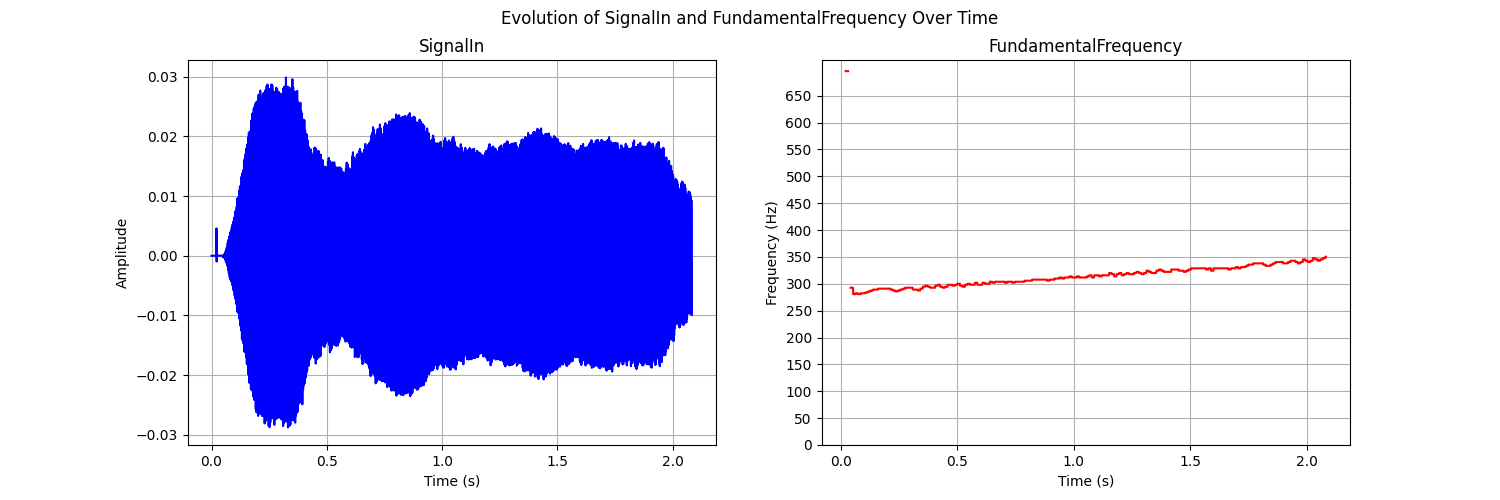 Evolution of SignalIn and FundamentalFrequency Over Time
SignalIn
Amplitude
0.03
0.02
0.01
0.00
−0.01
−0.02
−0.03
0.0 0.5 1.0 1.5 2.0
Time (s)
FundamentalFrequency
Frequency (Hz)
650
600
550
500
450
400
350
300
250
200
150
100
50
0
0.0 0.5 1.0 1.5 2.0
Time (s)